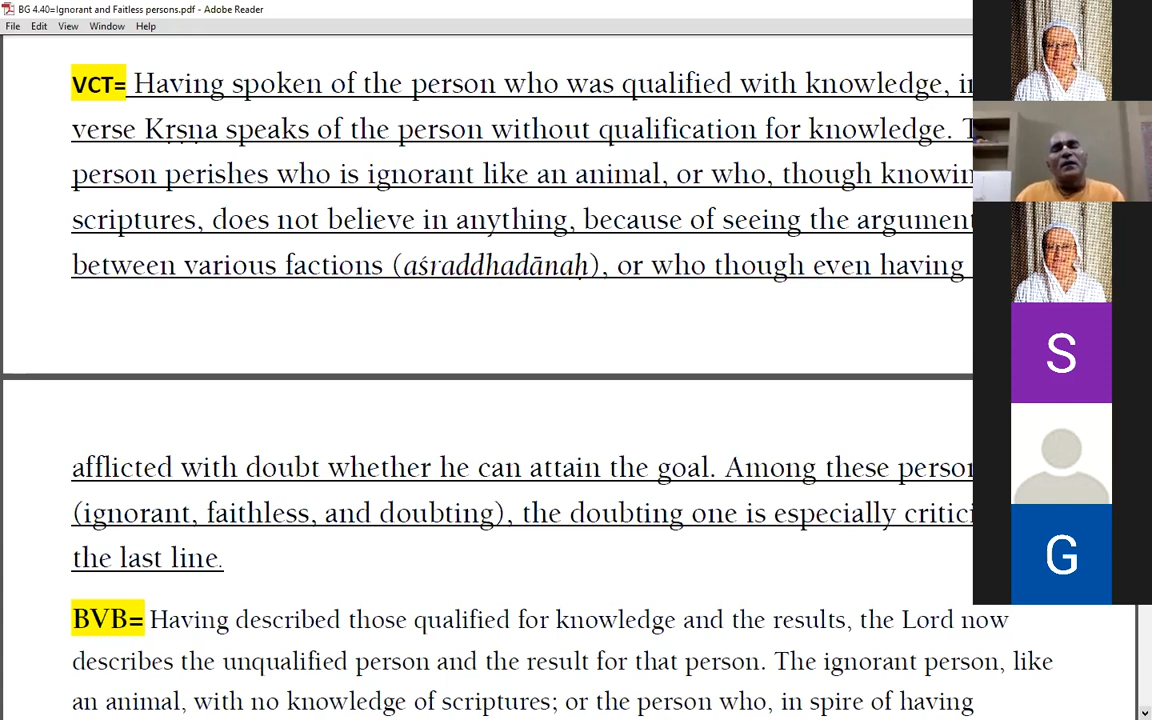 BG 4.40=Ignorant and Faitless persons.pdf - Adobe Reader
File Edit View Window Help
VCT= Having spoken of the person who was qualified with knowledge, in
verse Kṛṣṇa speaks of the person without qualification for knowledge. T
person perishes who is ignorant like an animal, or who, though knowin
scriptures, does not believe in anything, because of seeing the argument
between various factions (aśraddhadānaḥ), or who though even having
afflicted with doubt whether he can attain the goal. Among these person
(ignorant, faithless, and doubting), the doubting one is especially critici
the last line.
BVB= Having described those qualified for knowledge and the results, the Lord now
describes the unqualified person and the result for that person. The ignorant person, like
an animal, with no knowledge of scriptures; or the person who, in spire of having
S
G